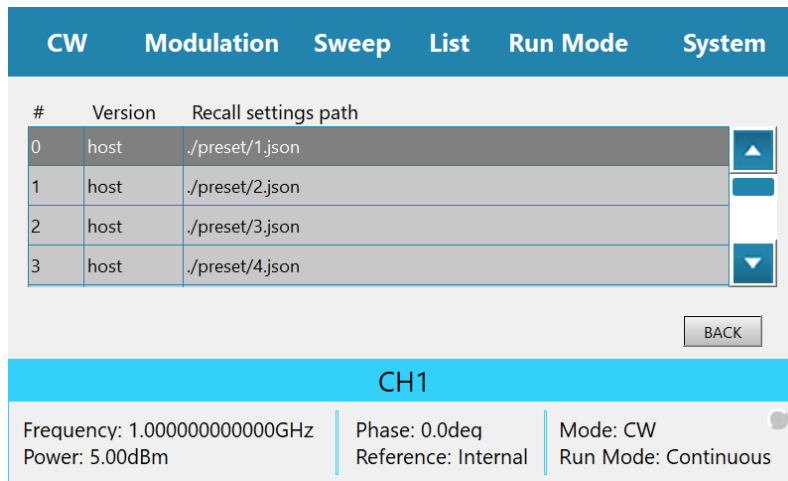 CW Modulation Sweep List Run Mode System
# Version Recall settings path
0 host ./preset/1.json
1 host ./preset/2.json
2 host ./preset/3.json
3 host ./preset/4.json
BACK
CH1
Frequency: 1.000000000000GHz Phase: 0.0deg Mode: CW
Power: 5.00dBm Reference: Internal Run Mode: Continuous